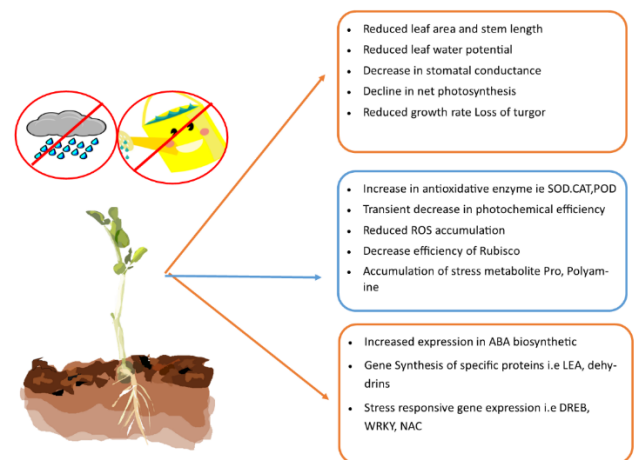 • Reduced leaf area and stem length
• Reduced leaf water potential
• Decrease in stomatal conductance
• Decline in net photosynthesis
• Reduced growth rate Loss of turgor
• Increase in antioxidative enzyme ie SOD.CAT,POD
• Transient decrease in photochemical efficiency
• Reduced ROS accumulation
• Decrease efficiency of Rubisco
• Accumulation of stress metabolite Pro, Polyam-
ine
• Increased expression in ABA biosynthetic
• Gene Synthesis of specific proteins i.e LEA, dehy-
drins
• Stress responsive gene expression i.e DREB,
WRKY, NAC